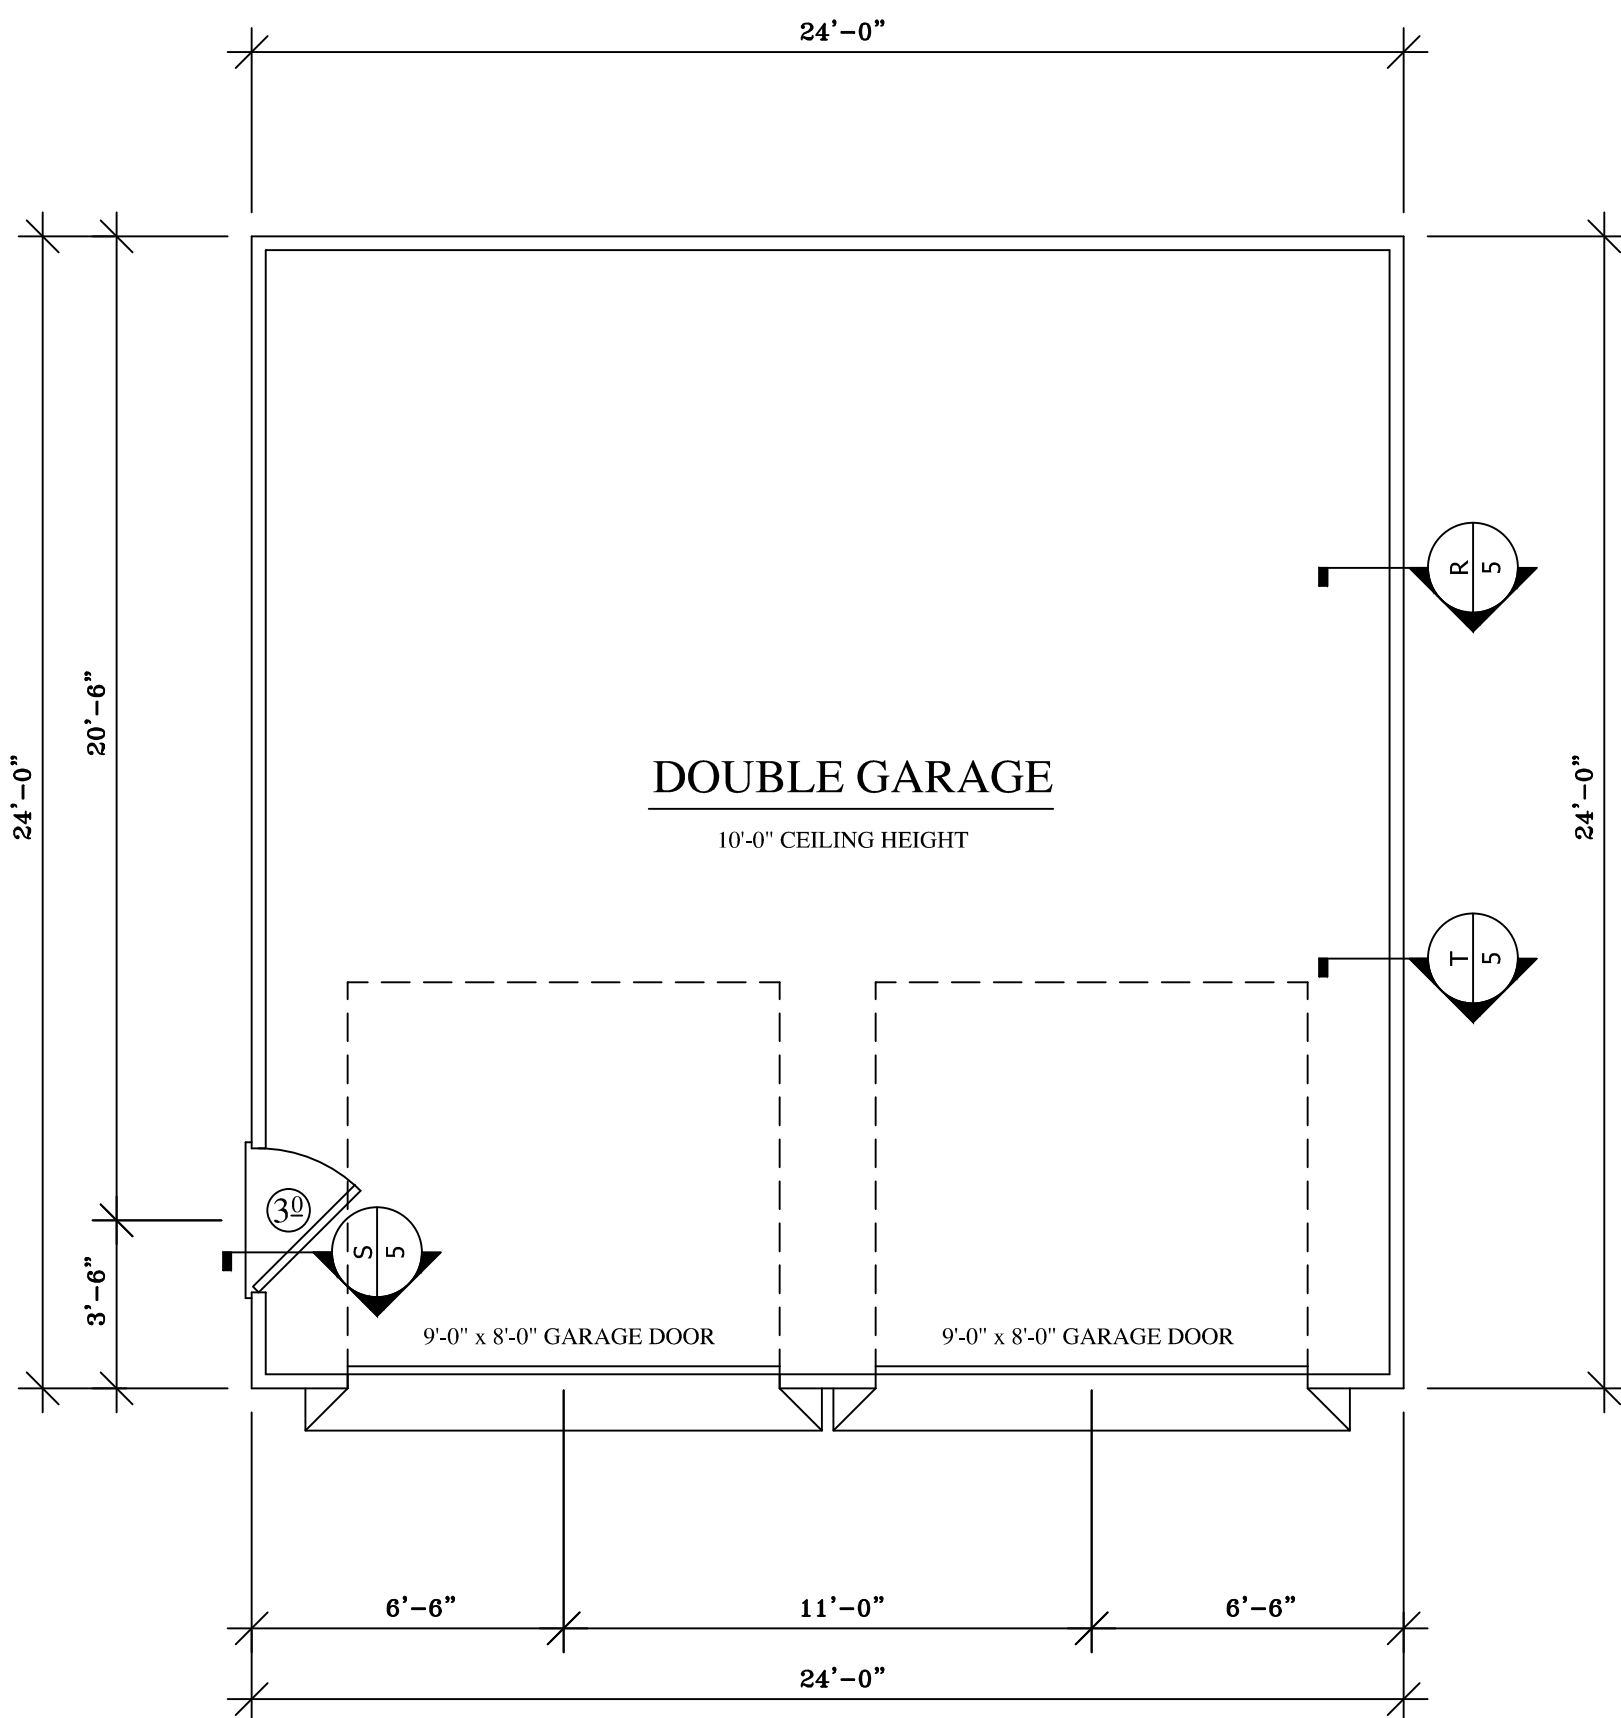 24'-0"
24'-0"
20'-6"
3'-6"
24'-0"
DOUBLE GARAGE
10'-0" CEILING HEIGHT
R 5
T 5
3⁰
S 5
9'-0" x 8'-0" GARAGE DOOR
9'-0" x 8'-0" GARAGE DOOR
6'-6"
11'-0"
6'-6"
24'-0"